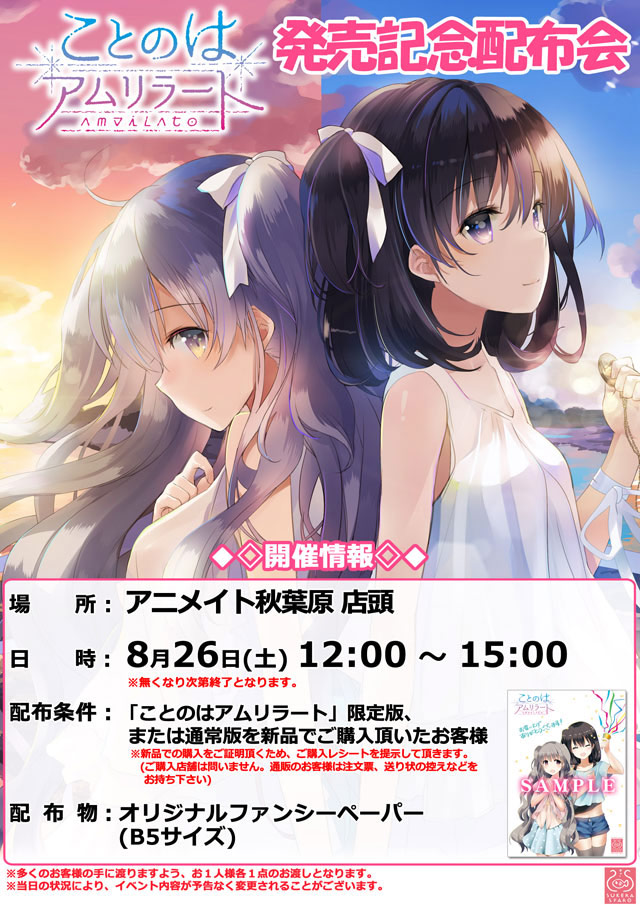 ことのは
アムリラート
発売記念配布会
◆◇開催情報◇◆
場　所：アニメイト秋葉原 店頭
日　時：8月26日(土) 12:00 ～ 15:00
※無くなり次第終了となります。
配布条件：「ことのはアムリラート」限定版、
または通常版を新品でご購入頂いたお客様
※新品での購入をご証明頂くため、ご購入レシートを提示して頂きます。
(ご購入店舗は問いません。通販のお客様は注文票、送り状の控えなどを
お持ち下さい)
配 布 物：オリジナルファンシーペーパー
(B5サイズ)
ことのは
アムリラート
SAMPLE
※多くのお客様の手に渡りますよう、お１人様各１点のお渡しとなります。
※当日の状況により、イベント内容が予告なく変更されることがございます。
SUKERA
SPARO